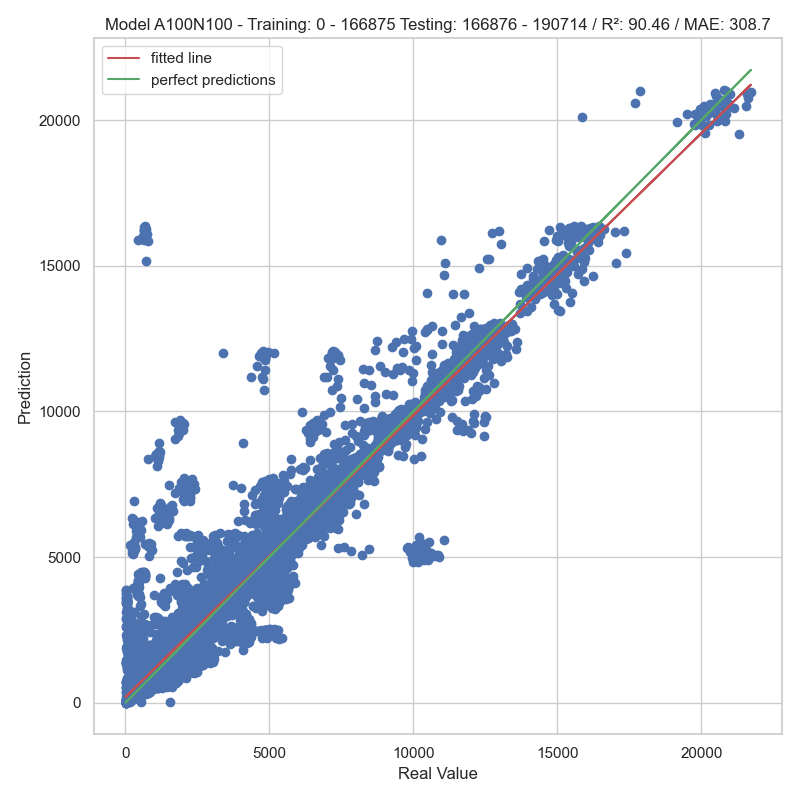 Model A100N100 - Training: 0 - 166875 Testing: 166876 - 190714 / R²: 90.46 / MAE: 308.7
fitted line
perfect predictions
20000
15000
10000
5000
0
Prediction
0 5000 10000 15000 20000
Real Value